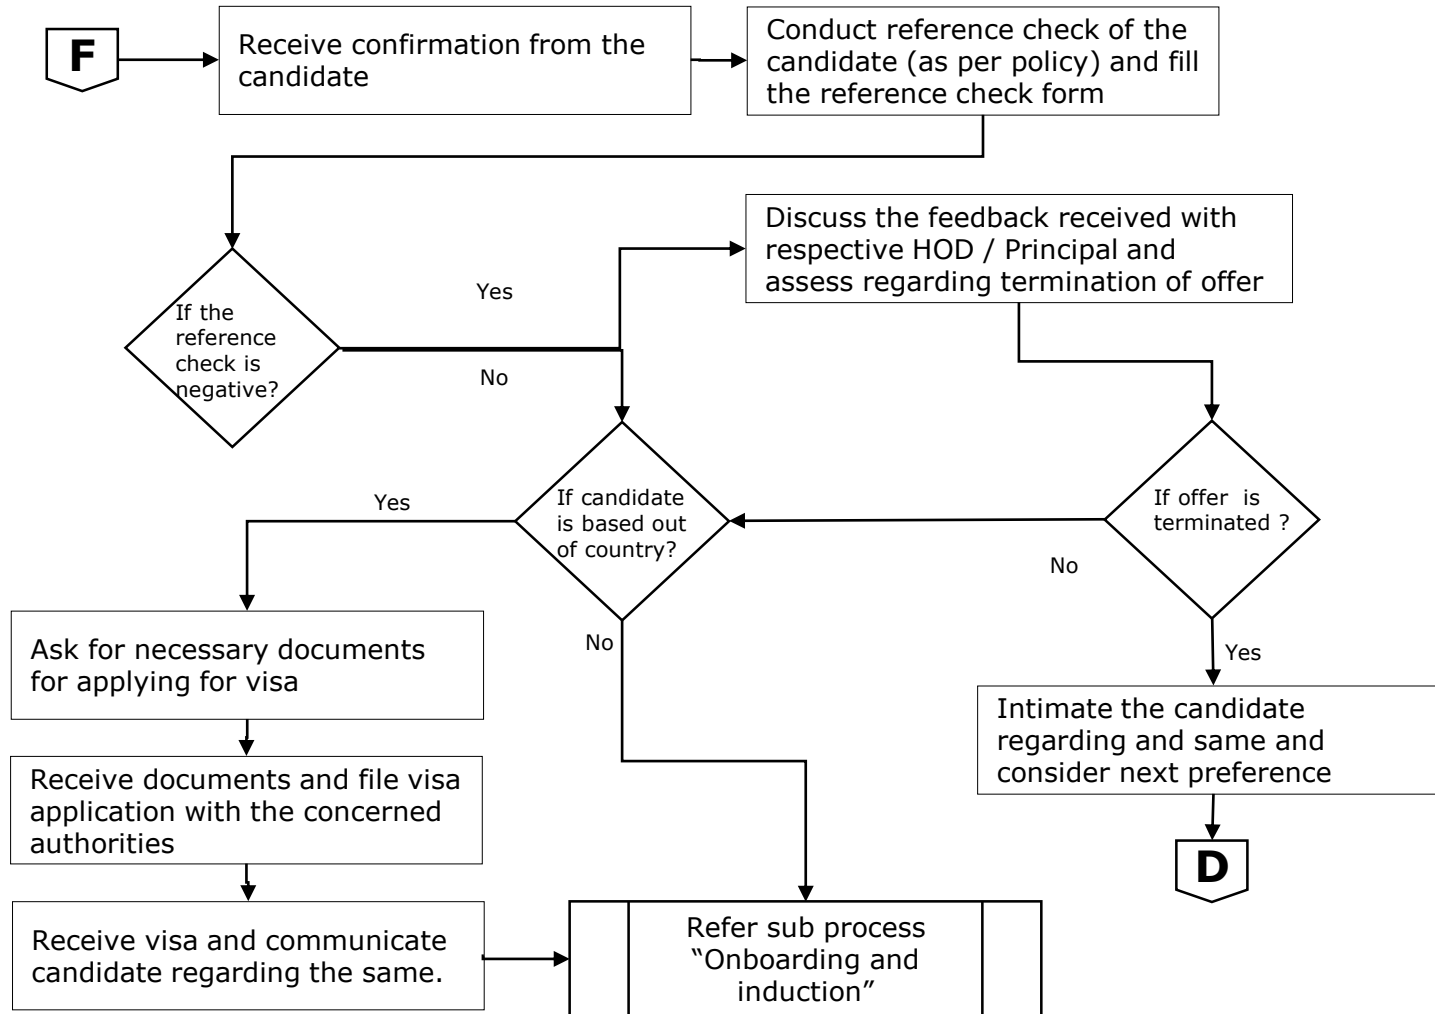 F
Receive confirmation from the
candidate
Conduct reference check of the
candidate (as per policy) and fill
the reference check form
Discuss the feedback received with
respective HOD / Principal and
assess regarding termination of offer
Yes
If the
reference
check is
negative?
No
If candidate
is based out
of country?
Yes
If offer  is
terminated ?
No
No
Yes
Ask for necessary documents
for applying for visa
Intimate the candidate
regarding and same and
consider next preference
Receive documents and file visa
application with the concerned
authorities
D
Receive visa and communicate
candidate regarding the same.
Refer sub process
“Onboarding and
induction”